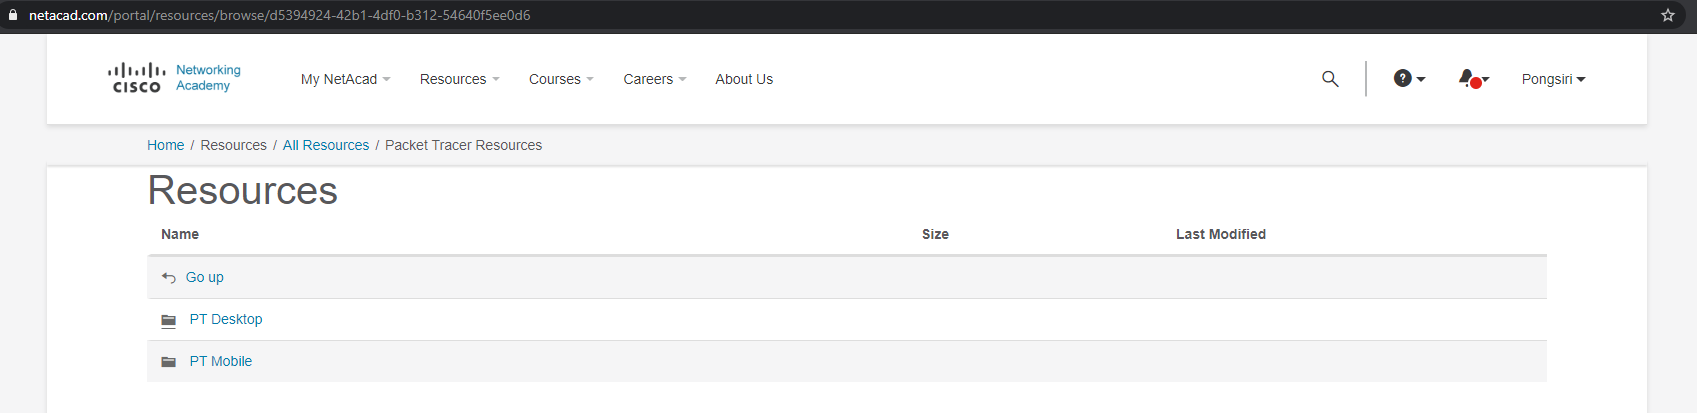 netacad.com/portal/resources/browse/d5394924-42b1-4df0-b312-54640f5ee0d6
CISCO Networking Academy My NetAcad Resources Courses Careers About Us ? Pongsiri
Home / Resources / All Resources / Packet Tracer Resources
Resources
Name Size Last Modified
Go up
PT Desktop
PT Mobile